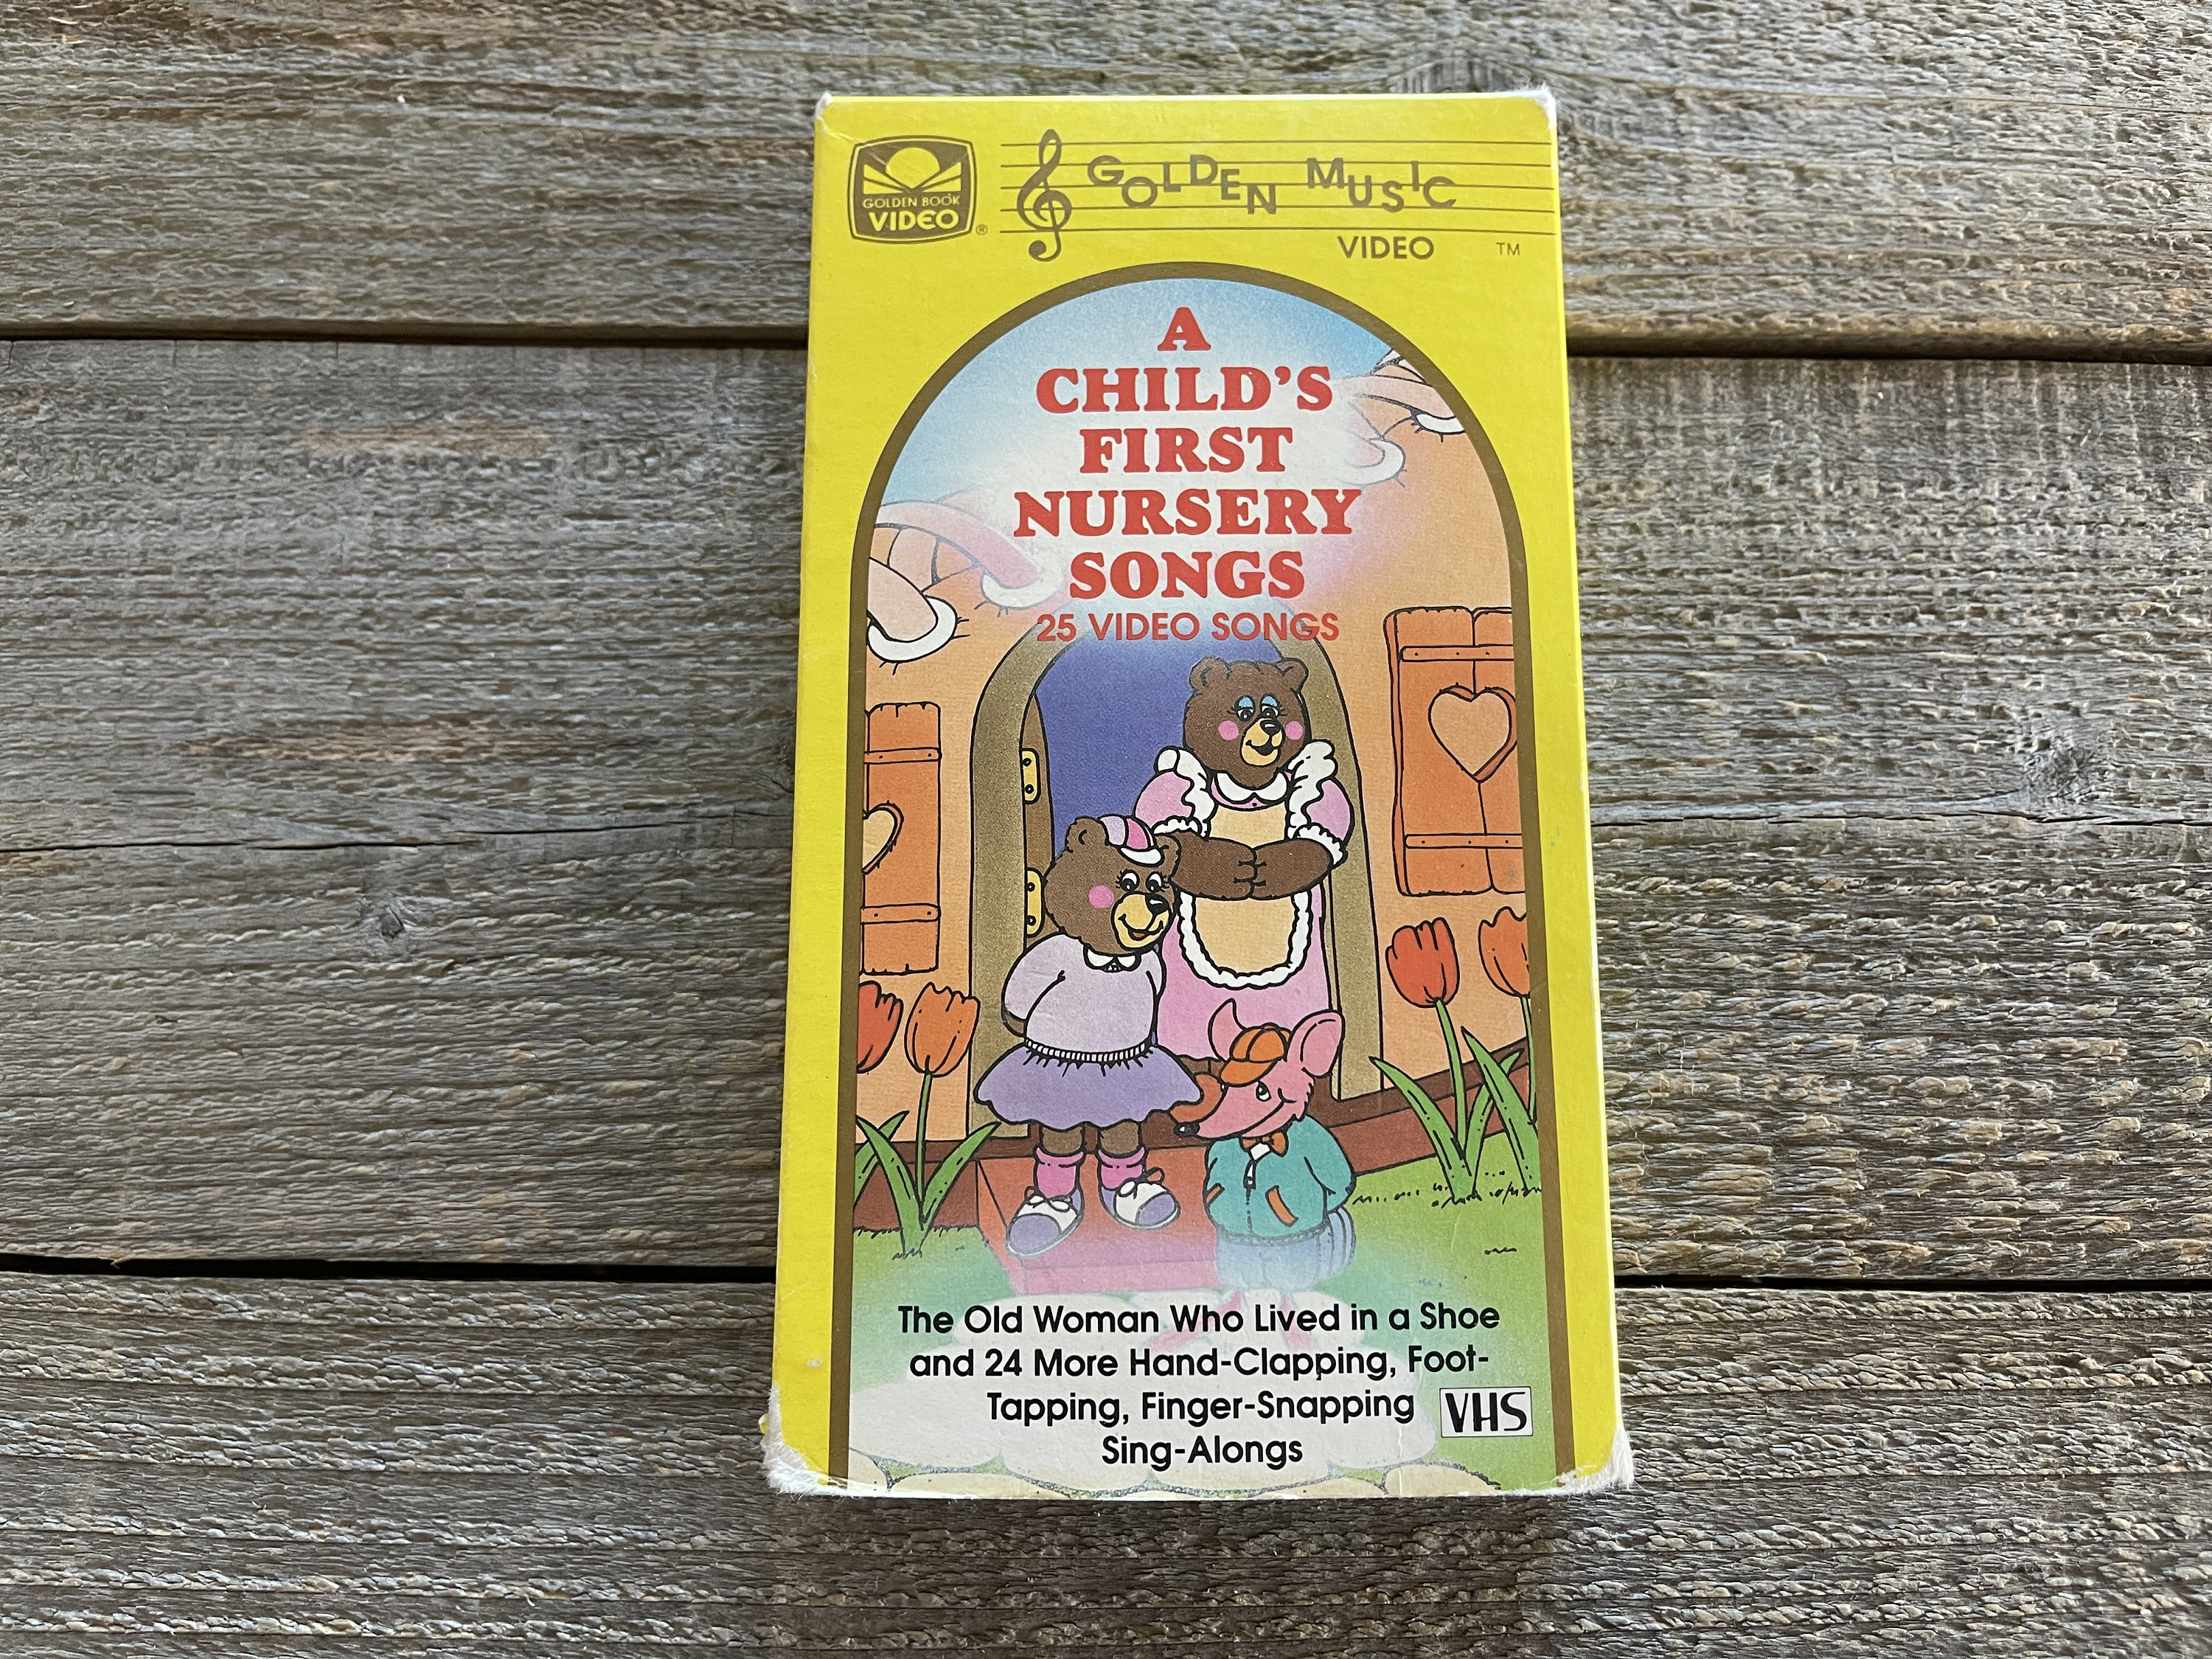 GOLDEN BOOK
VIDEO
®
GOLDEN MUSIC
VIDEO
TM
A
CHILD'S
FIRST
NURSERY
SONGS
25 VIDEO SONGS
The Old Woman Who Lived in a Shoe
and 24 More Hand-Clapping, Foot-
Tapping, Finger-Snapping
Sing-Alongs
VHS